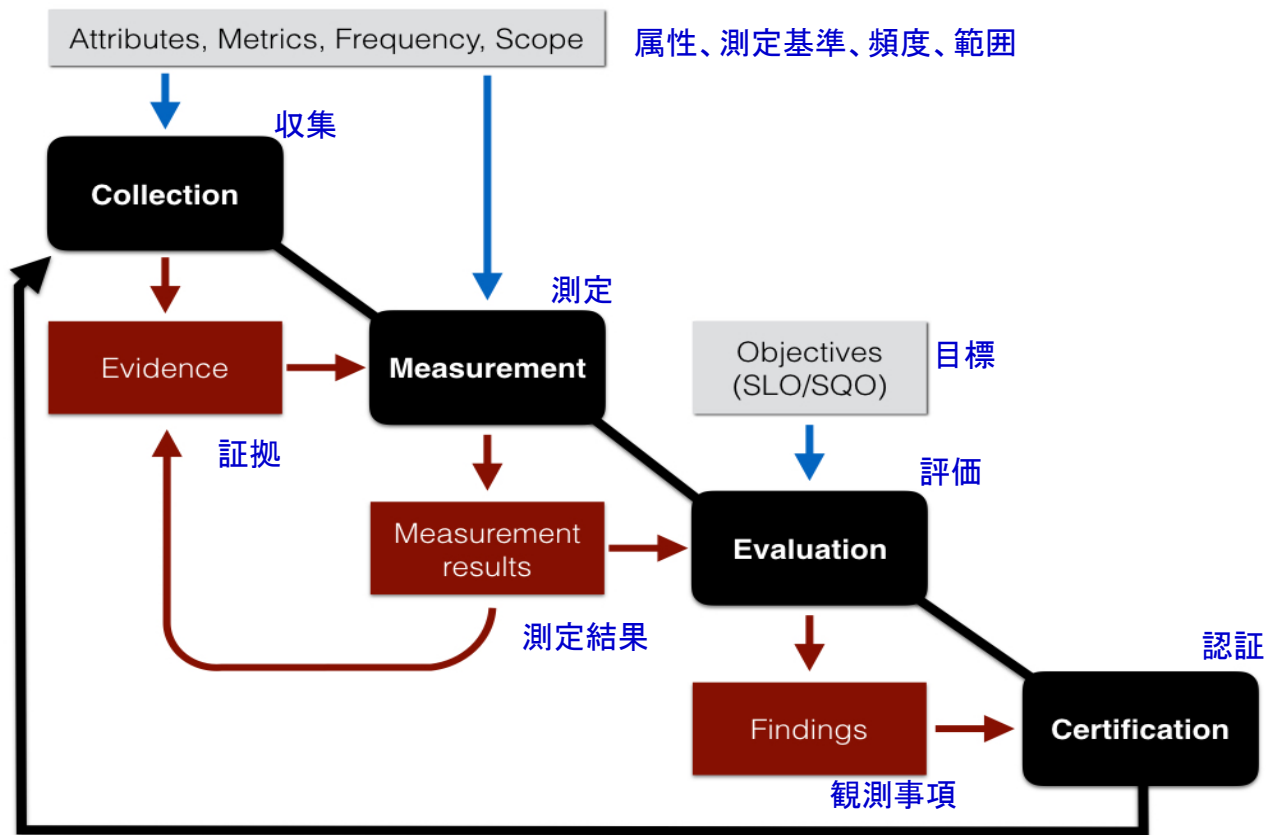 Attributes, Metrics, Frequency, Scope
属性、測定基準、頻度、範囲
収集
Collection
測定
Evidence
Measurement
Objectives
(SLO/SQO)
目標
証拠
評価
Measurement
results
Evaluation
測定結果
認証
Findings
Certification
観測事項